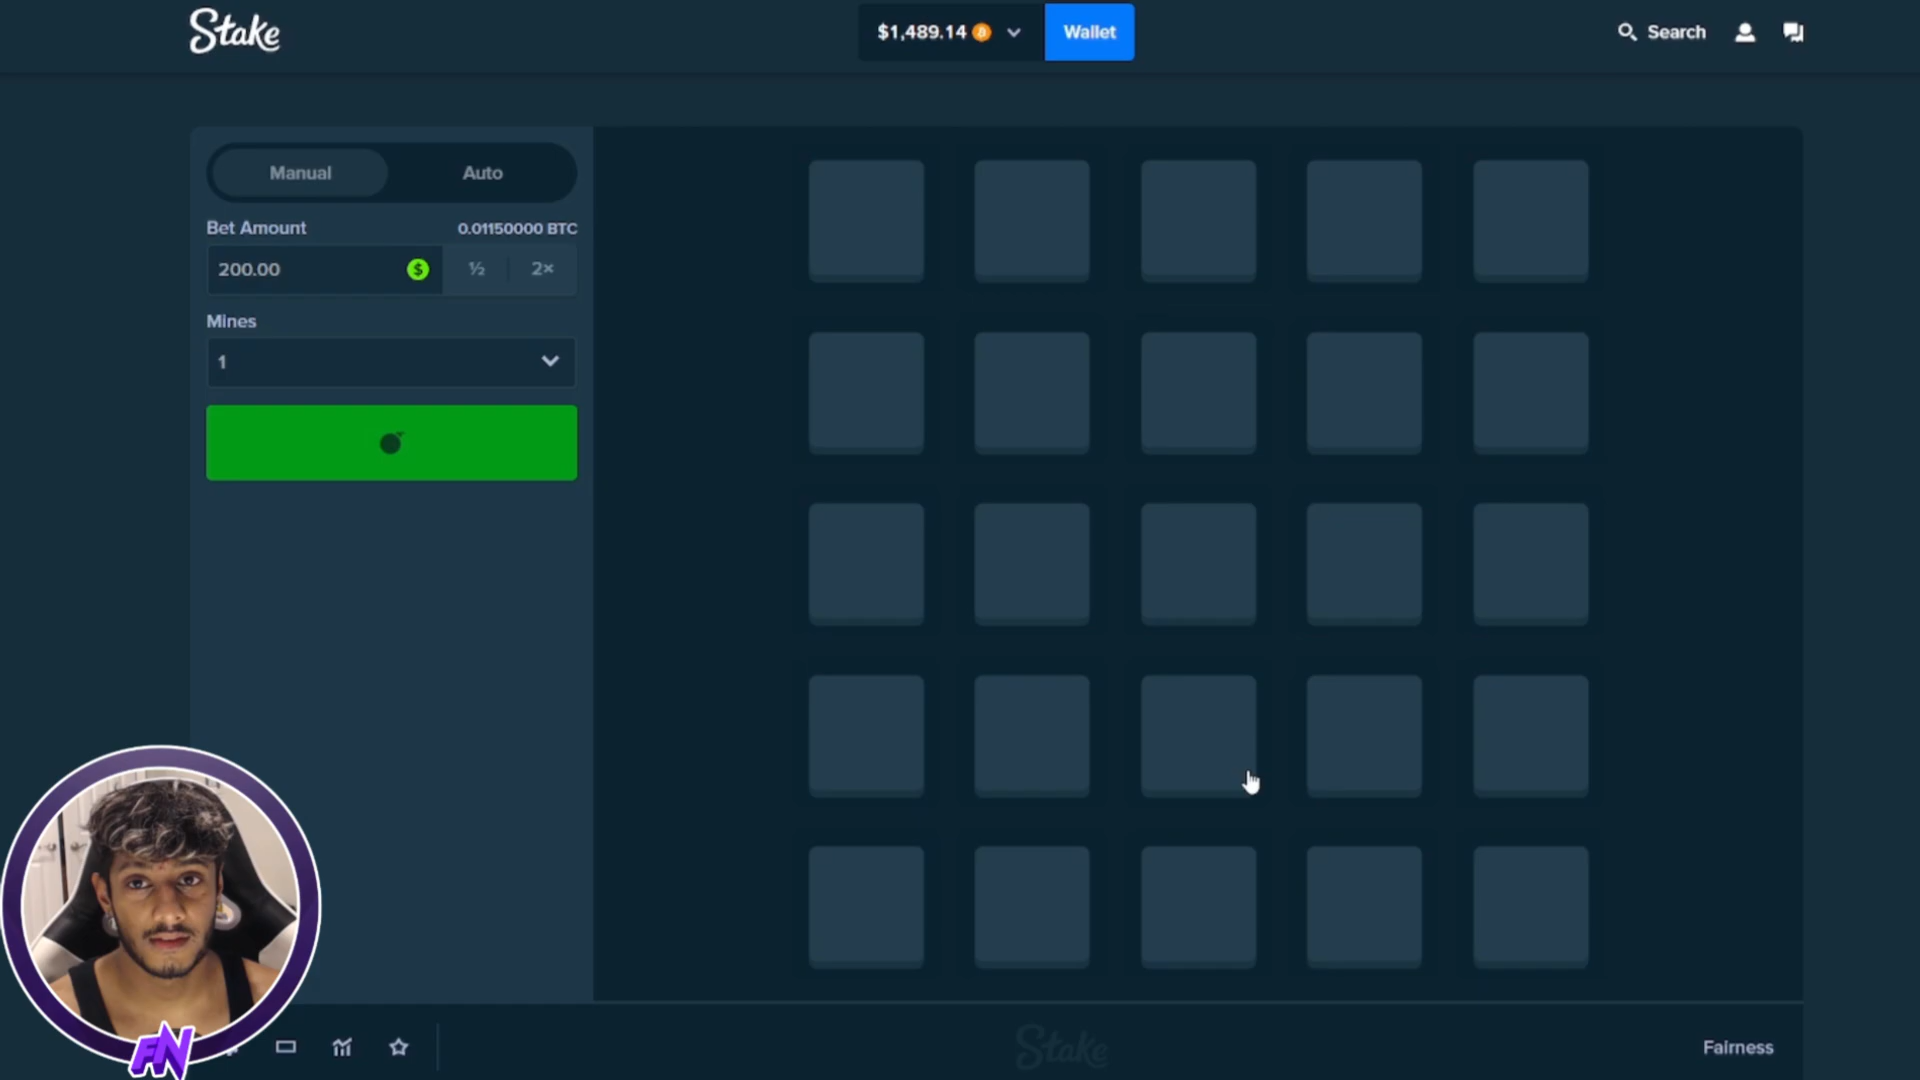 Stake
$1,489.14
Wallet
Search
Manual
Auto
Bet Amount
0.01150000 BTC
200.00
$
½
2×
Mines
1
FN
Stake
Fairness